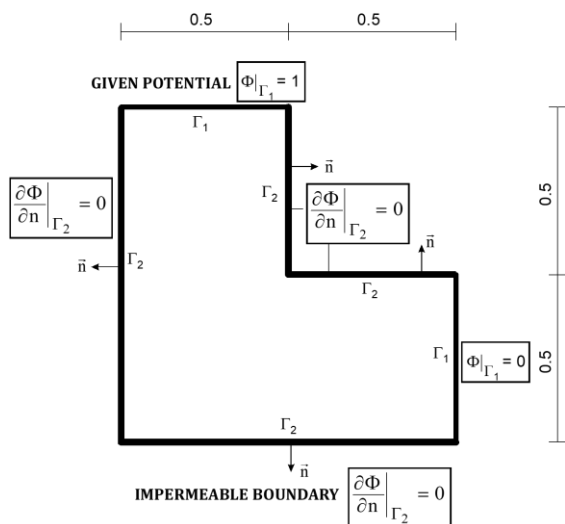 0.5 0.5
GIVEN POTENTIAL Φ|Γ₁ = 1
Γ₁
n⃗
∂Φ/∂n|Γ₂ = 0
Γ₂
∂Φ/∂n|Γ₂ = 0
0.5
n⃗
n⃗
Γ₂
Γ₂
Γ₁
Φ|Γ₁ = 0
0.5
Γ₂
n⃗
IMPERMEABLE BOUNDARY ∂Φ/∂n|Γ₂ = 0